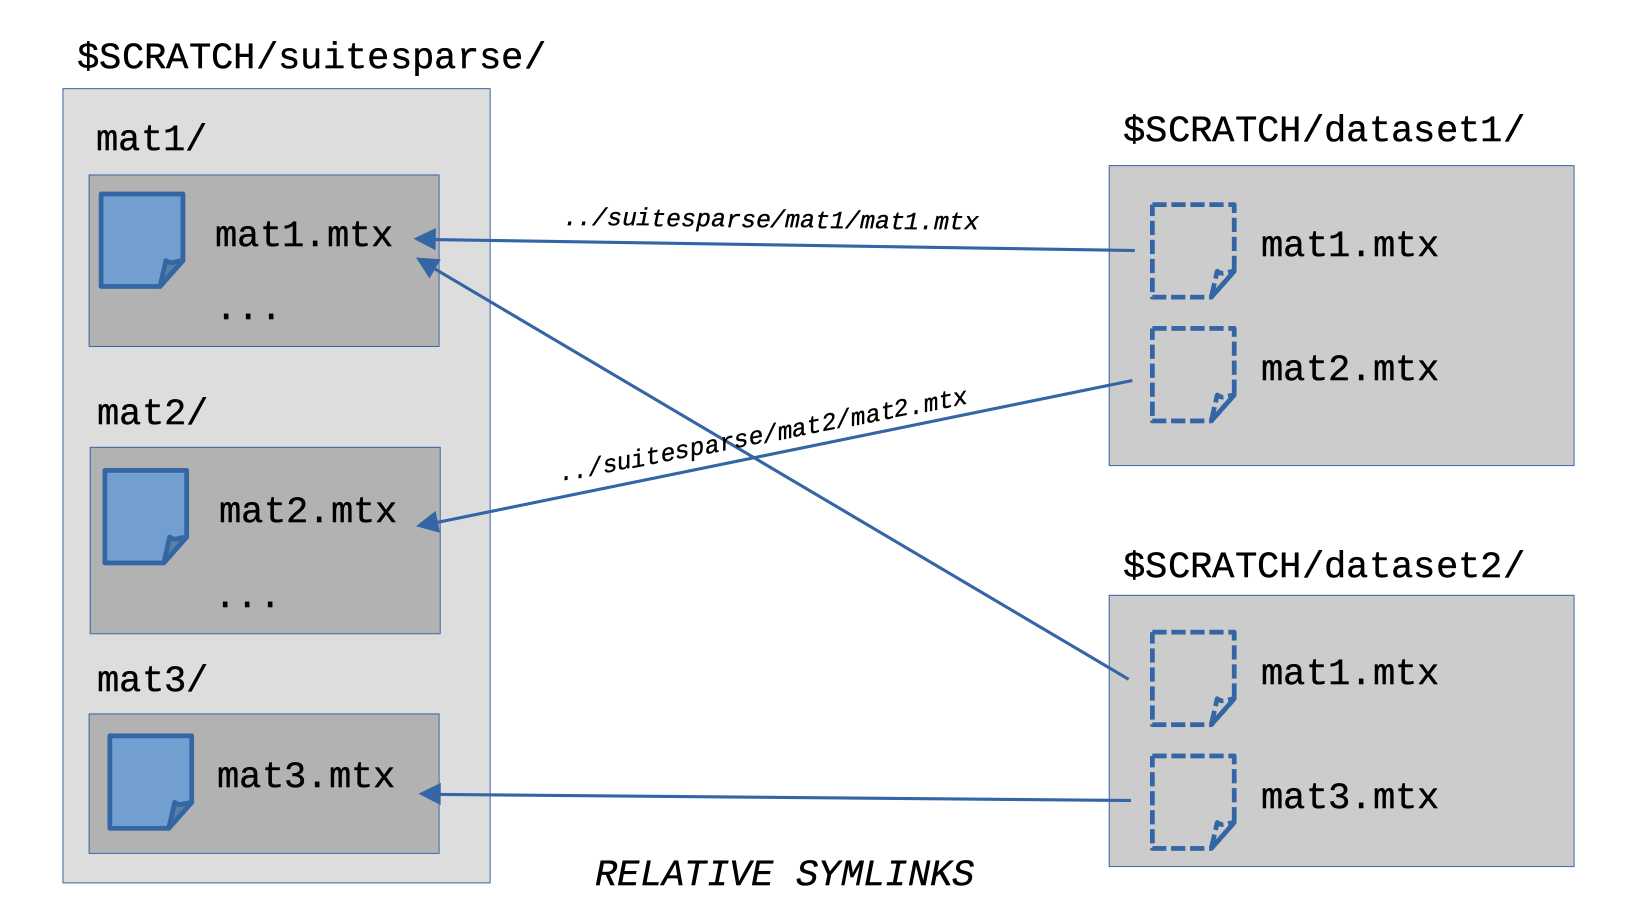 $SCRATCH/suitesparse/
mat1/
mat1.mtx
...
mat2/
mat2.mtx
...
mat3/
mat3.mtx
../suitesparse/mat1/mat1.mtx
../suitesparse/mat2/mat2.mtx
$SCRATCH/dataset1/
mat1.mtx
mat2.mtx
$SCRATCH/dataset2/
mat1.mtx
mat3.mtx
RELATIVE SYMLINKS